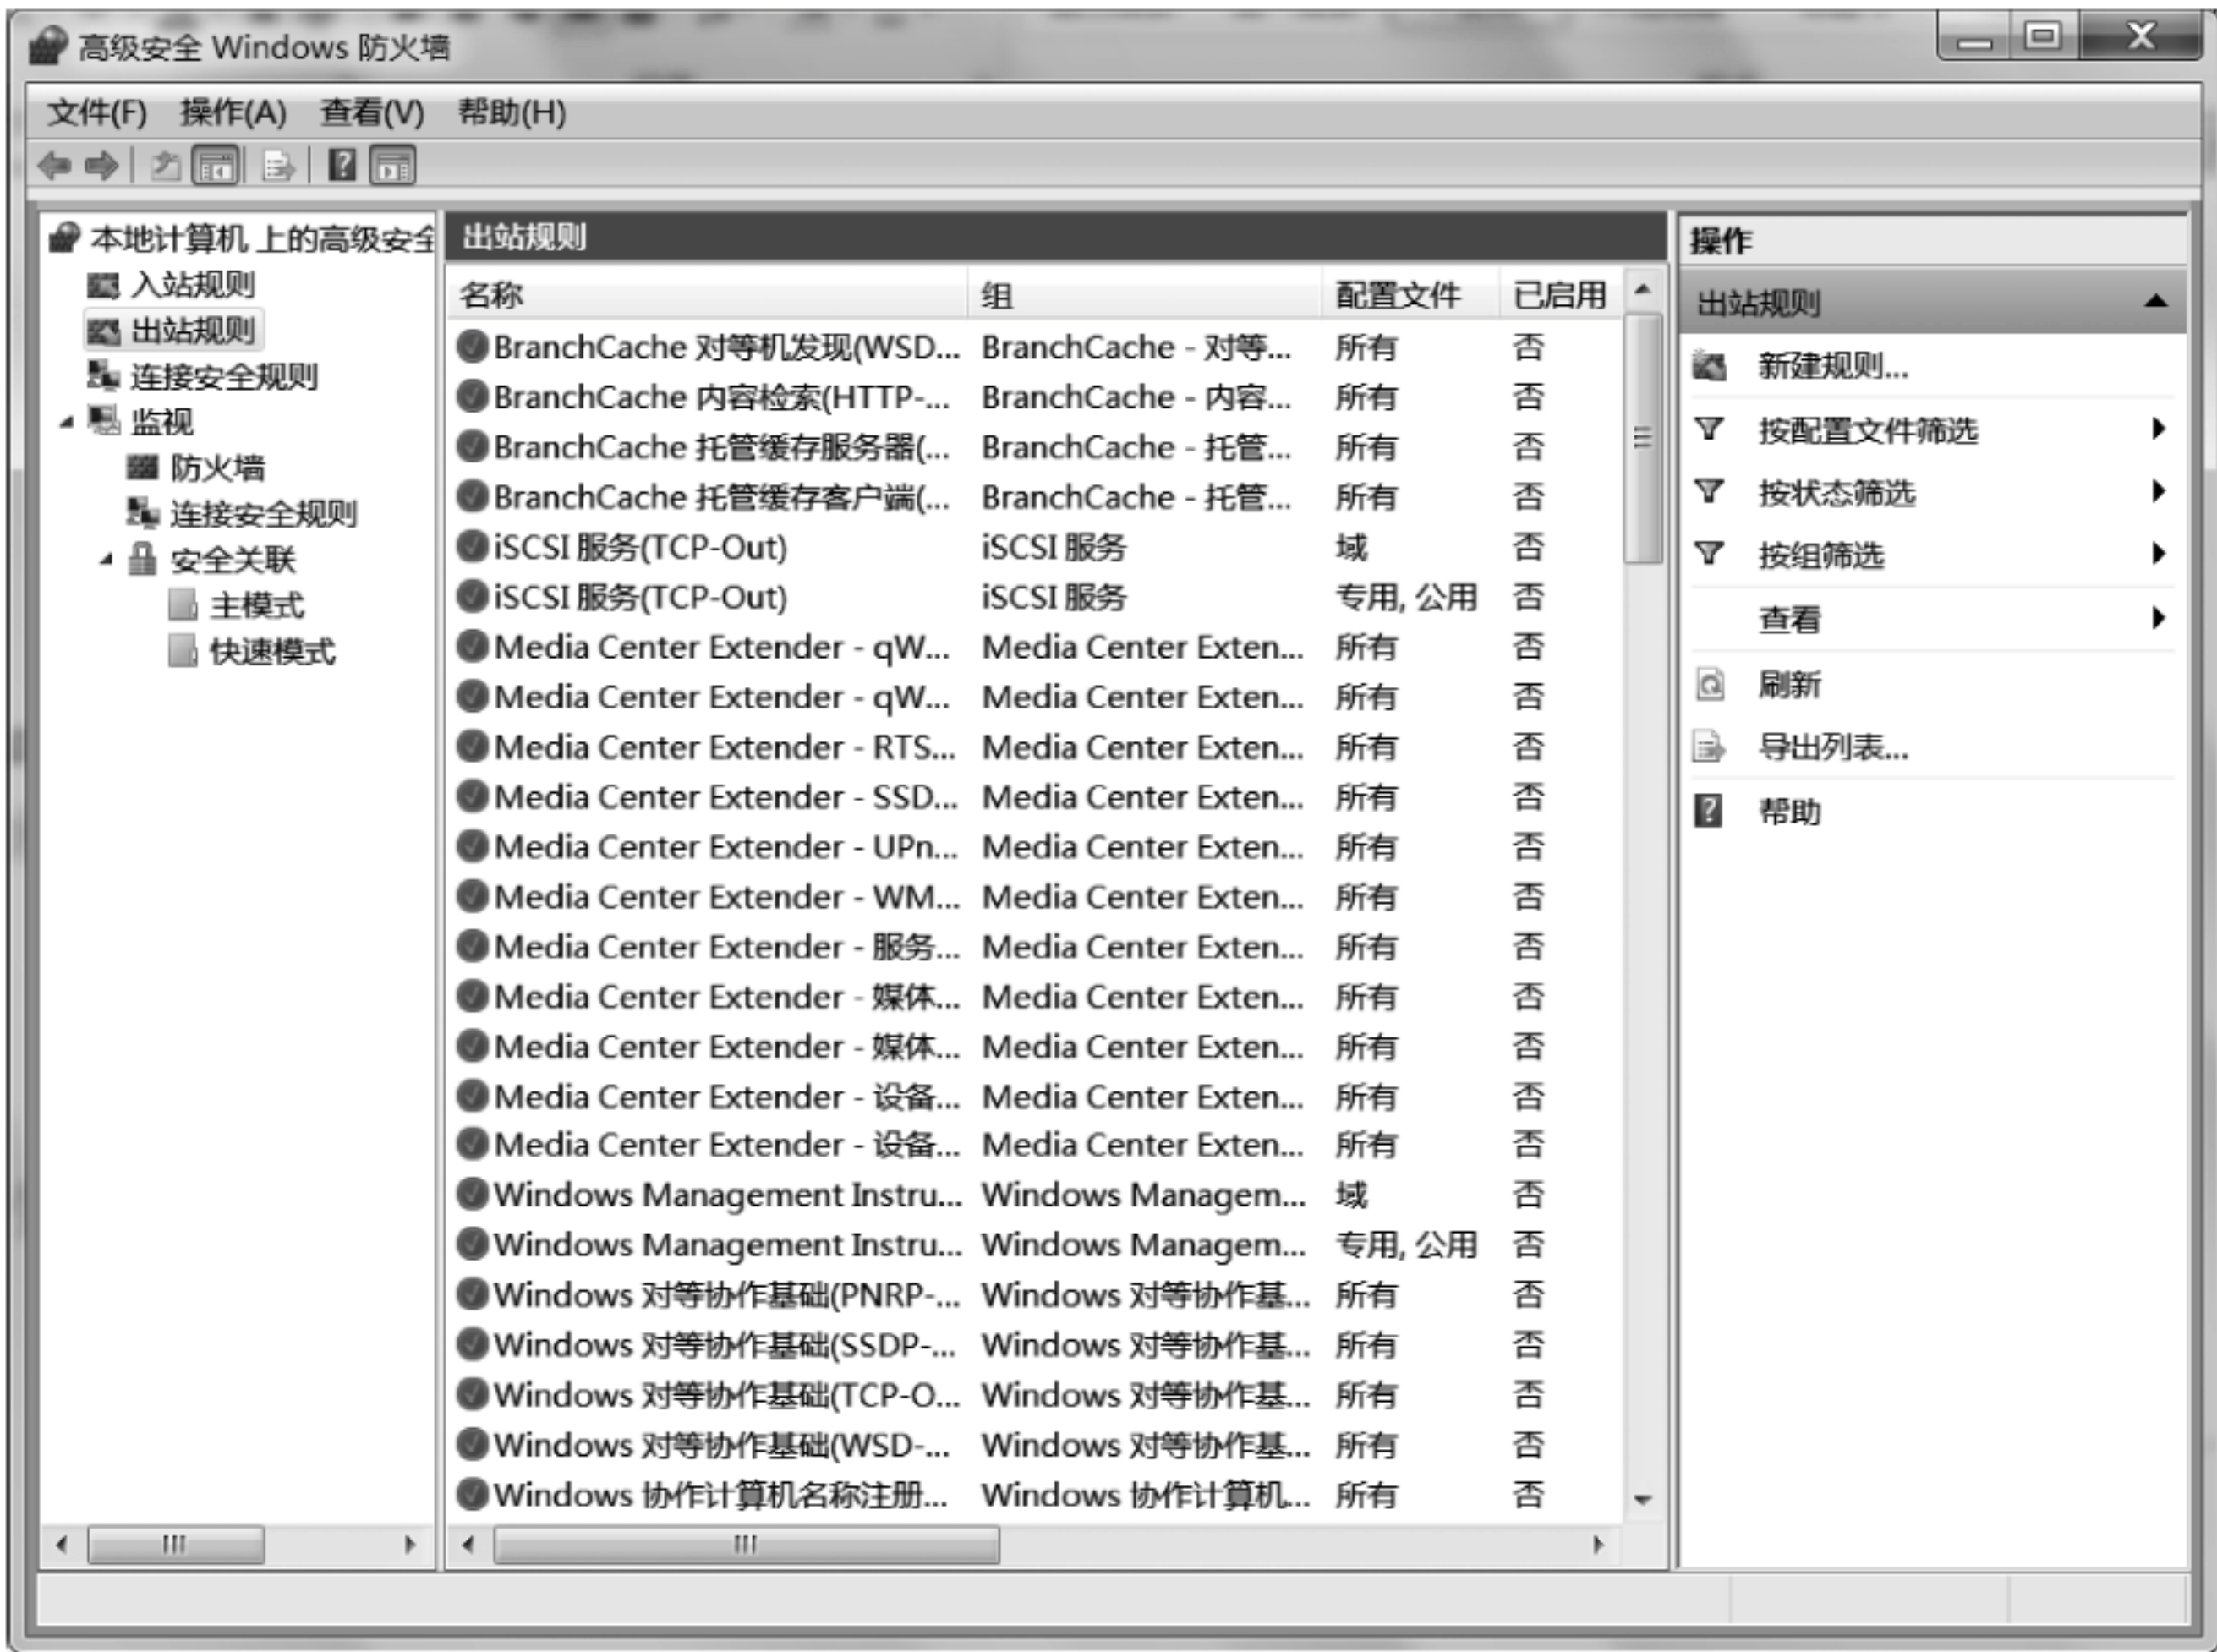 高级安全 Windows 防火墙
文件(F) 操作(A) 查看(V) 帮助(H)
本地计算机 上的高级安全
入站规则
出站规则
连接安全规则
监视
防火墙
连接安全规则
安全关联
主模式
快速模式
出站规则
名称 组 配置文件 已启用
BranchCache 对等机发现(WSD... BranchCache - 对等... 所有 否
BranchCache 内容检索(HTTP-... BranchCache - 内容... 所有 否
BranchCache 托管缓存服务器(... BranchCache - 托管... 所有 否
BranchCache 托管缓存客户端(... BranchCache - 托管... 所有 否
iSCSI 服务(TCP-Out) iSCSI 服务 域 否
iSCSI 服务(TCP-Out) iSCSI 服务 专用, 公用 否
Media Center Extender - qW... Media Center Exten... 所有 否
Media Center Extender - qW... Media Center Exten... 所有 否
Media Center Extender - RTS... Media Center Exten... 所有 否
Media Center Extender - SSD... Media Center Exten... 所有 否
Media Center Extender - UPn... Media Center Exten... 所有 否
Media Center Extender - WM... Media Center Exten... 所有 否
Media Center Extender - 服务... Media Center Exten... 所有 否
Media Center Extender - 媒体... Media Center Exten... 所有 否
Media Center Extender - 媒体... Media Center Exten... 所有 否
Media Center Extender - 设备... Media Center Exten... 所有 否
Media Center Extender - 设备... Media Center Exten... 所有 否
Windows Management Instru... Windows Managem... 域 否
Windows Management Instru... Windows Managem... 专用, 公用 否
Windows 对等协作基础(PNRP-... Windows 对等协作基... 所有 否
Windows 对等协作基础(SSDP-... Windows 对等协作基... 所有 否
Windows 对等协作基础(TCP-O... Windows 对等协作基... 所有 否
Windows 对等协作基础(WSD-... Windows 对等协作基... 所有 否
Windows 协作计算机名称注册... Windows 协作计算机... 所有 否
操作
出站规则
新建规则...
按配置文件筛选
按状态筛选
按组筛选
查看
刷新
导出列表...
帮助